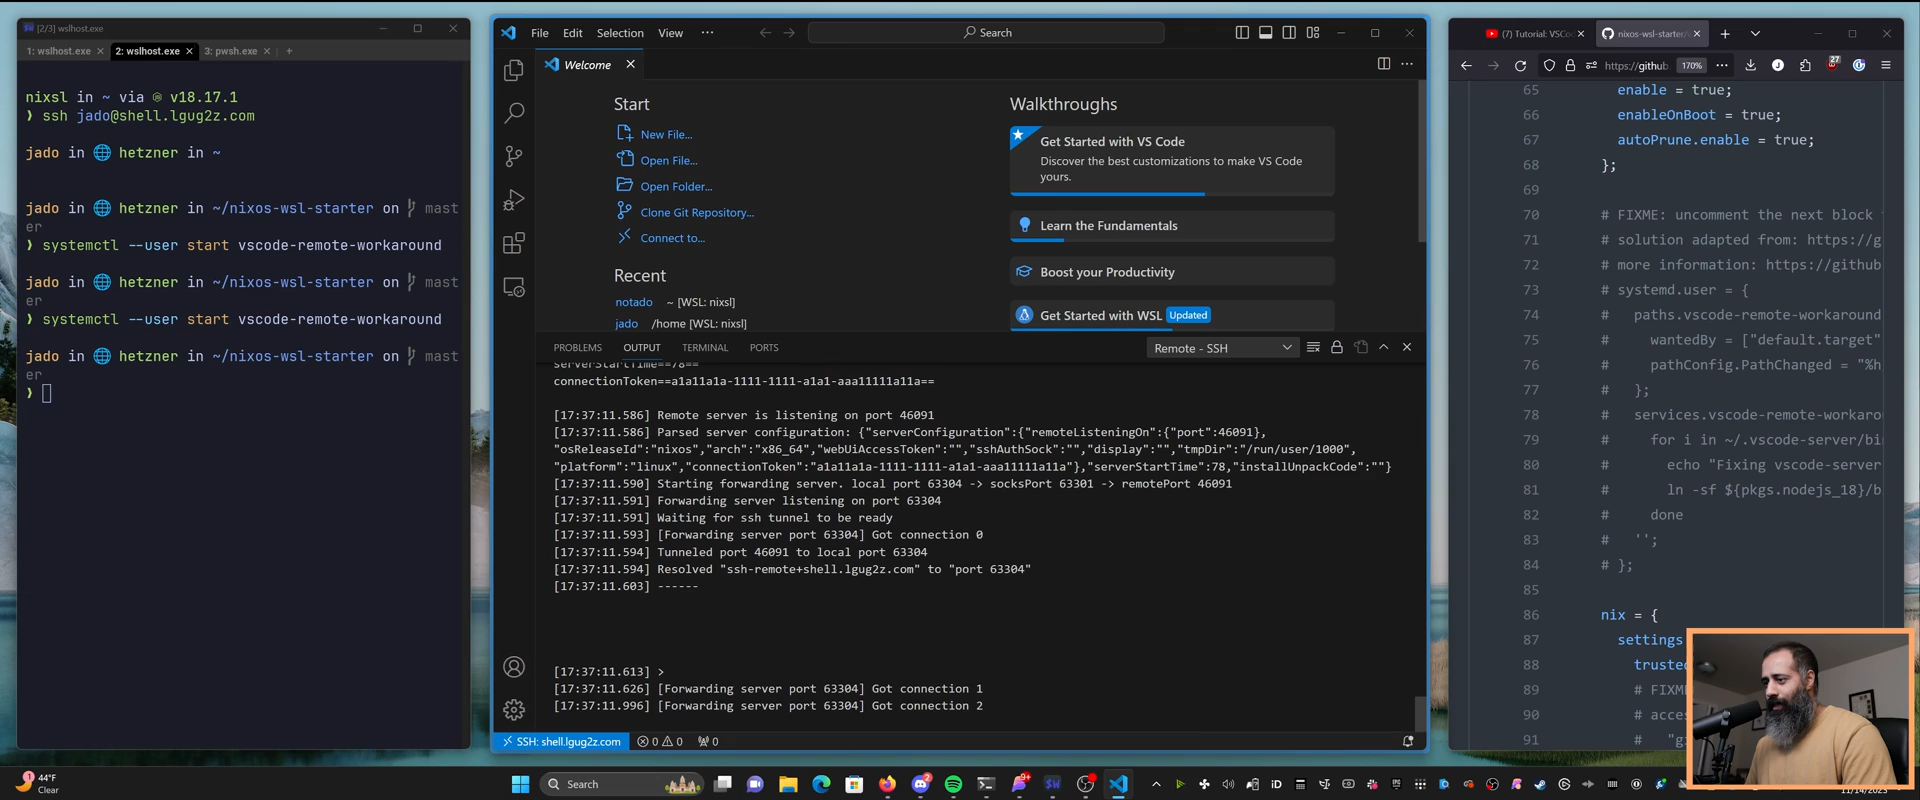 [2/3] wslhost.exe
1: wslhost.exe
2: wslhost.exe
3: pwsh.exe
nixsl in ~ via v18.17.1
❯ ssh jado@shell.lgug2z.com
jado in hetzner in ~
jado in hetzner in ~/nixos-wsl-starter on mast
er
❯ systemctl --user start vscode-remote-workaround
jado in hetzner in ~/nixos-wsl-starter on mast
er
❯ systemctl --user start vscode-remote-workaround
jado in hetzner in ~/nixos-wsl-starter on mast
er
❯
File Edit Selection View ···
Search
Welcome
Start
New File...
Open File...
Open Folder...
Clone Git Repository...
Connect to...
Recent
notado ~ [WSL: nixsl]
jado /home [WSL: nixsl]
Walkthroughs
Get Started with VS Code
Discover the best customizations to make VS Code
yours.
Learn the Fundamentals
Boost your Productivity
Get Started with WSL Updated
PROBLEMS OUTPUT TERMINAL PORTS
Remote - SSH
serverStartTime==78==
connectionToken==a1a11a1a-1111-1111-a1a1-aaa11111a11a==
[17:37:11.586] Remote server is listening on port 46091
[17:37:11.586] Parsed server configuration: {"serverConfiguration":{"remoteListeningOn":{"port":46091},
"osReleaseId":"nixos","arch":"x86_64","webUiAccessToken":"","sshAuthSock":"","display":"","tmpDir":"/run/user/1000",
"platform":"linux","connectionToken":"a1a11a1a-1111-1111-a1a1-aaa11111a11a"},"serverStartTime":78,"installUnpackCode":""}
[17:37:11.590] Starting forwarding server. local port 63304 -> socksPort 63301 -> remotePort 46091
[17:37:11.591] Forwarding server listening on port 63304
[17:37:11.591] Waiting for ssh tunnel to be ready
[17:37:11.593] [Forwarding server port 63304] Got connection 0
[17:37:11.594] Tunneled port 46091 to local port 63304
[17:37:11.594] Resolved "ssh-remote+shell.lgug2z.com" to "port 63304"
[17:37:11.603] ------
[17:37:11.613] >
[17:37:11.626] [Forwarding server port 63304] Got connection 1
[17:37:11.996] [Forwarding server port 63304] Got connection 2
SSH: shell.lgug2z.com 0 0 0
(7) Tutorial: VSCo
nixos-wsl-starter/
https://github. 170% ···
27
65 enable = true;
66 enableOnBoot = true;
67 autoPrune.enable = true;
68 };
69
70 # FIXME: uncomment the next block
71 # solution adapted from: https://g
72 # more information: https://github
73 # systemd.user = {
74 # paths.vscode-remote-workaround
75 # wantedBy = ["default.target"
76 # pathConfig.PathChanged = "%h
77 # };
78 # services.vscode-remote-workaro
79 # for i in ~/.vscode-server/bi
80 # echo "Fixing vscode-server
81 # ln -sf ${pkgs.nodejs_18}/b
82 # done
83 # '';
84 # };
85
86 nix = {
87 settings
88 truste
89 # FIXM
90 # acce
91 # "g
1
44°F
Clear
Search
2
9+
iD
11/14/2023